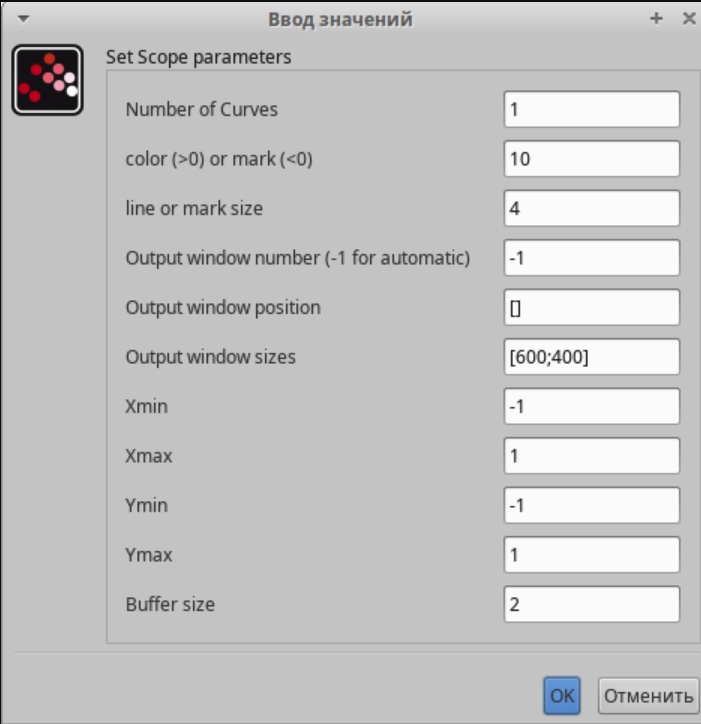 Ввод значений
Set Scope parameters
Number of Curves 1
color (>0) or mark (<0) 10
line or mark size 4
Output window number (-1 for automatic) -1
Output window position []
Output window sizes [600;400]
Xmin -1
Xmax 1
Ymin -1
Ymax 1
Buffer size 2
OK Отменить